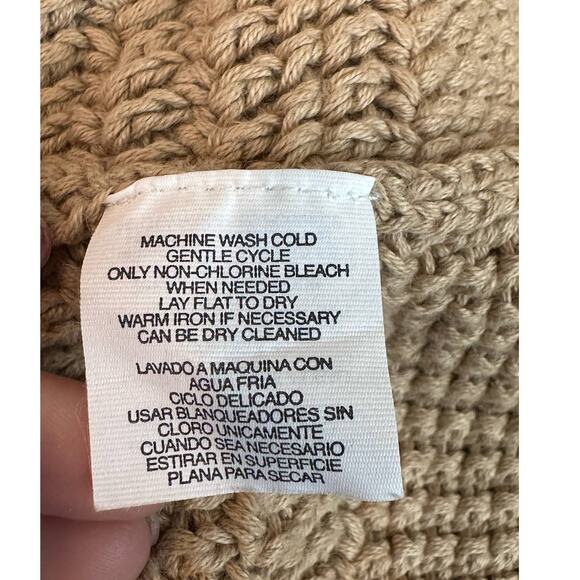 MACHINE WASH COLD
GENTLE CYCLE
ONLY NON-CHLORINE BLEACH
WHEN NEEDED
LAY FLAT TO DRY
WARM IRON IF NECESSARY
CAN BE DRY CLEANED
LAVADO A MAQUINA CON
AGUA FRIA
CICLO DELICADO
USAR BLANQUEADORES SIN
CLORO UNICAMENTE
CUANDO SEA NECESARIO
ESTIRAR EN SUPERFICIE
PLANA PARA SECAR